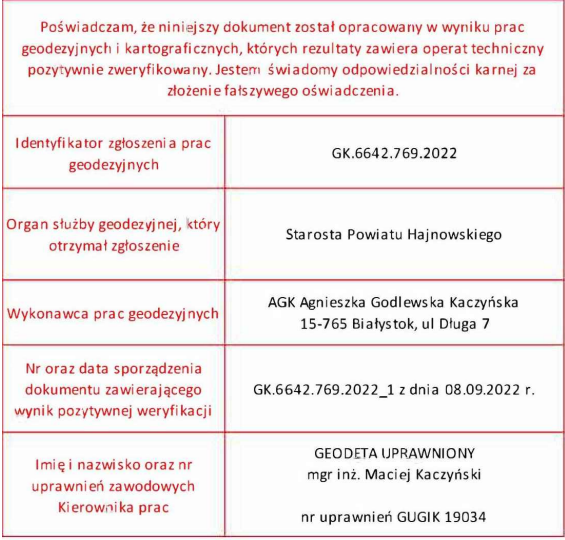 Poświadczam, że niniejszy dokument został opracowany w wyniku prac
geodezyjnych i kartograficznych, których rezultaty zawiera operat techniczny
pozytywnie zweryfikowany. Jestem świadomy odpowiedzialności karnej za
złożenie fałszywego oświadczenia.
Identyfikator zgłoszenia prac
geodezyjnych
GK.6642.769.2022
Organ służby geodezyjnej, który
otrzymał zgłoszenie
Starosta Powiatu Hajnowskiego
Wykonawca prac geodezyjnych
AGK Agnieszka Godlewska Kaczyńska
15-765 Białystok, ul Długa 7
Nr oraz data sporządzenia
dokumentu zawierającego
wynik pozytywnej weryfikacji
GK.6642.769.2022_1 z dnia 08.09.2022 r.
Imię i nazwisko oraz nr
uprawnień zawodowych
Kierownika prac
GEODETA UPRAWNIONY
mgr inż. Maciej Kaczyński
nr uprawnień GUGIK 19034